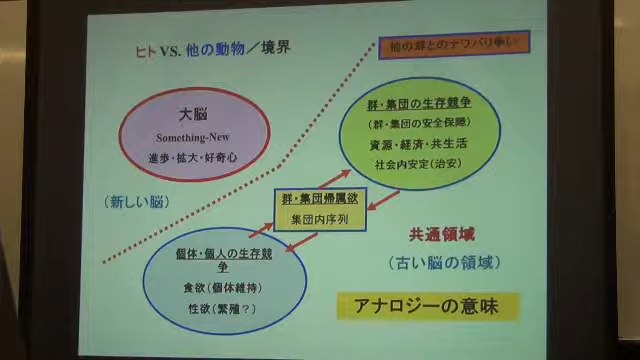 ヒト VS. 他の動物／境界
他の群とのナワバリ争い
大脳
Something-New
進歩・拡大・好奇心
（新しい脳）
群・集団の生存競争
（群・集団の安全保障）
資源・経済・共生活
社会内安定（治安）
群・集団帰属欲
集団内序列
個体・個人の生存競
争
食欲（個体維持）
性欲（繁殖？）
共通領域
（古い脳の領域）
アナロジーの意味